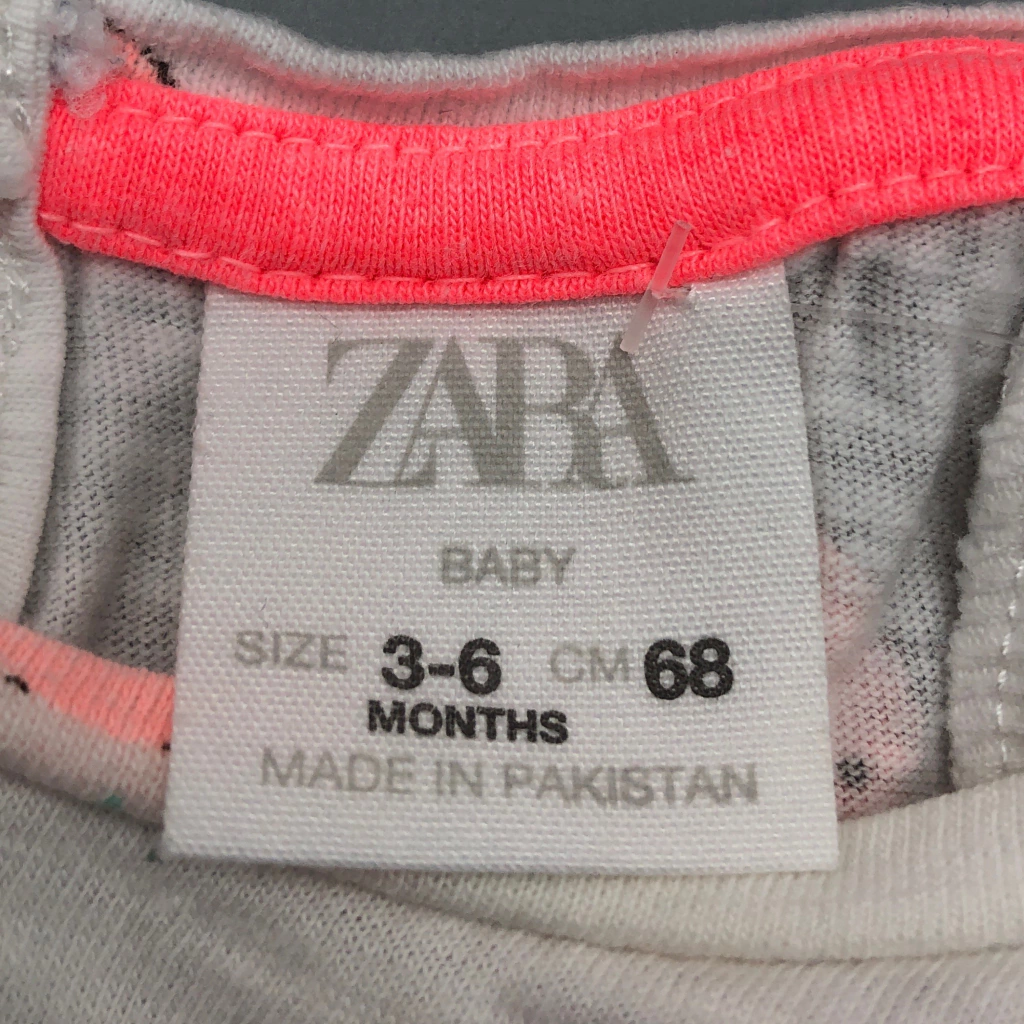 ZARA
BABY
SIZE 3-6 CM 68
MONTHS
MADE IN PAKISTAN